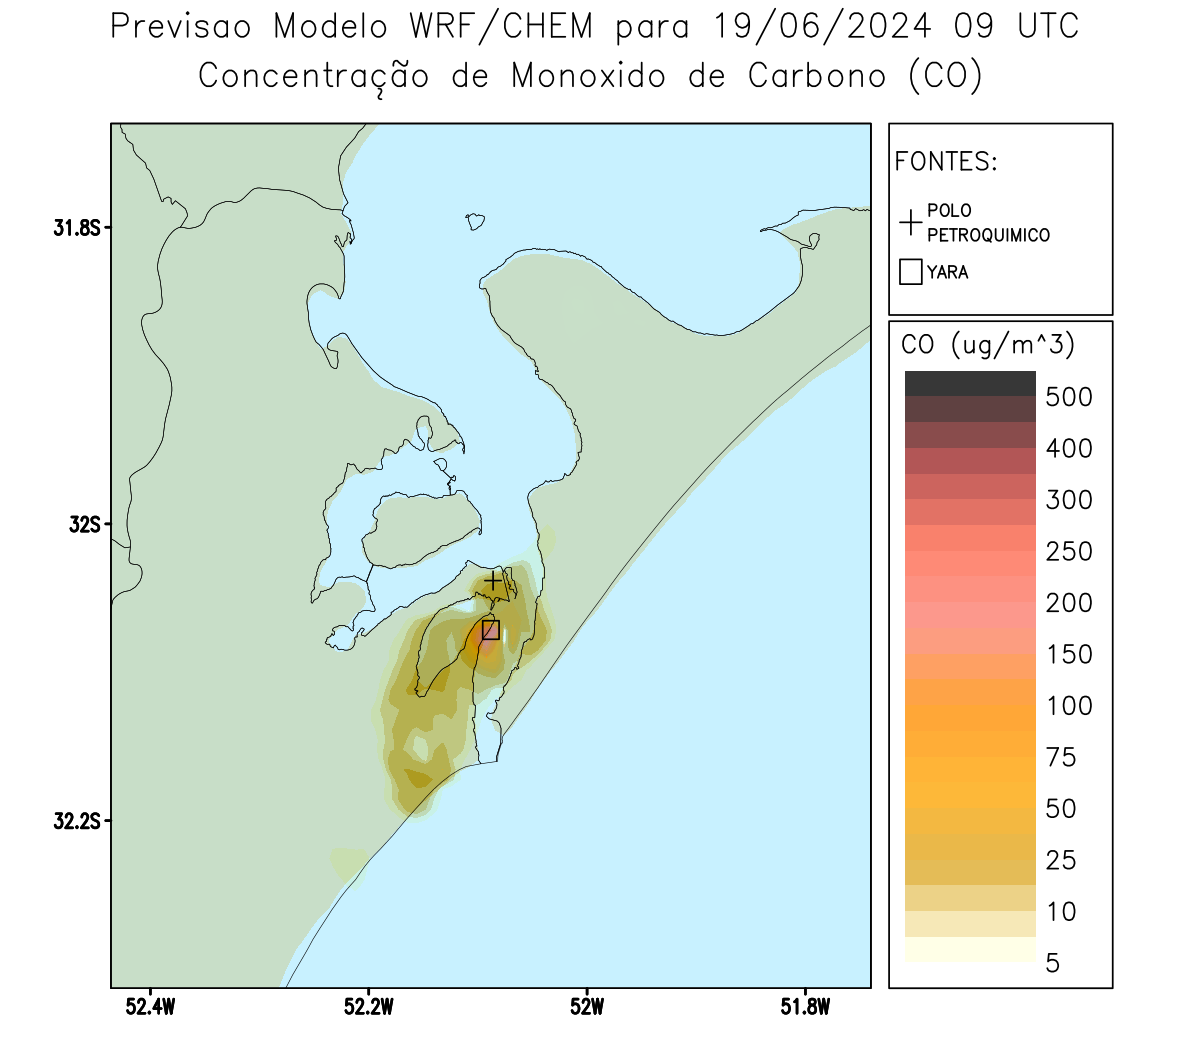 Previsao Modelo WRF/CHEM para 19/06/2024 09 UTC
Concentração de Monoxido de Carbono (CO)
FONTES:
POLO
PETROQUIMICO
YARA
CO (ug/m^3)
500
400
300
250
200
150
100
75
50
25
10
5
31.8S
32S
32.2S
52.4W
52.2W
52W
51.8W